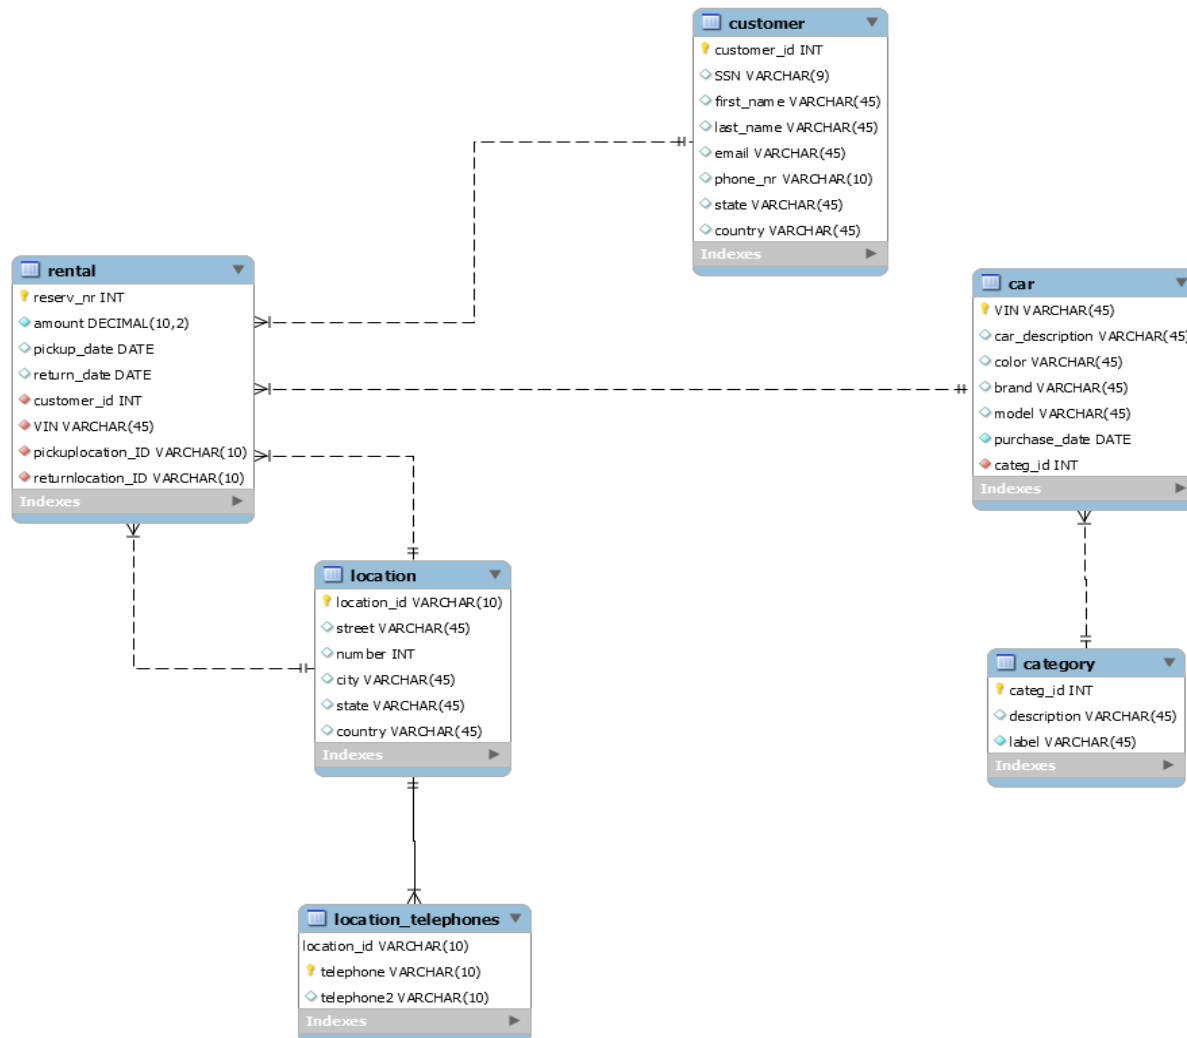 customer
customer_id INT
SSN VARCHAR(9)
first_name VARCHAR(45)
last_name VARCHAR(45)
email VARCHAR(45)
phone_nr VARCHAR(10)
state VARCHAR(45)
country VARCHAR(45)
Indexes
rental
reserv_nr INT
amount DECIMAL(10,2)
pickup_date DATE
return_date DATE
customer_id INT
VIN VARCHAR(45)
pickuplocation_ID VARCHAR(10)
returnlocation_ID VARCHAR(10)
Indexes
car
VIN VARCHAR(45)
car_description VARCHAR(45)
color VARCHAR(45)
brand VARCHAR(45)
model VARCHAR(45)
purchase_date DATE
categ_id INT
Indexes
location
location_id VARCHAR(10)
street VARCHAR(45)
number INT
city VARCHAR(45)
state VARCHAR(45)
country VARCHAR(45)
Indexes
category
categ_id INT
description VARCHAR(45)
label VARCHAR(45)
Indexes
location_telephones
location_id VARCHAR(10)
telephone VARCHAR(10)
telephone2 VARCHAR(10)
Indexes